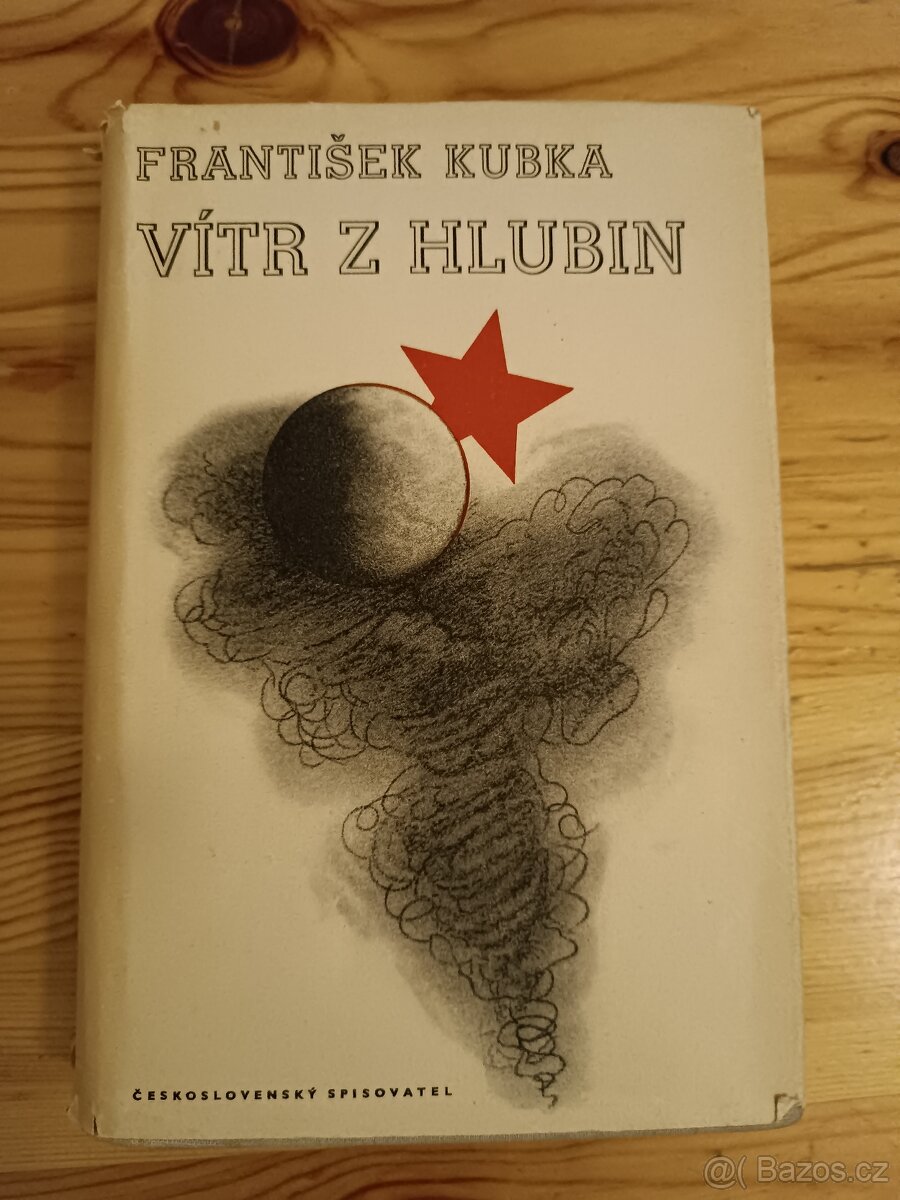 FRANTIŠEK KUBKA
VÍTR Z HLUBIN
ČESKOSLOVENSKÝ SPISOVATEL
@( Bazos.cz